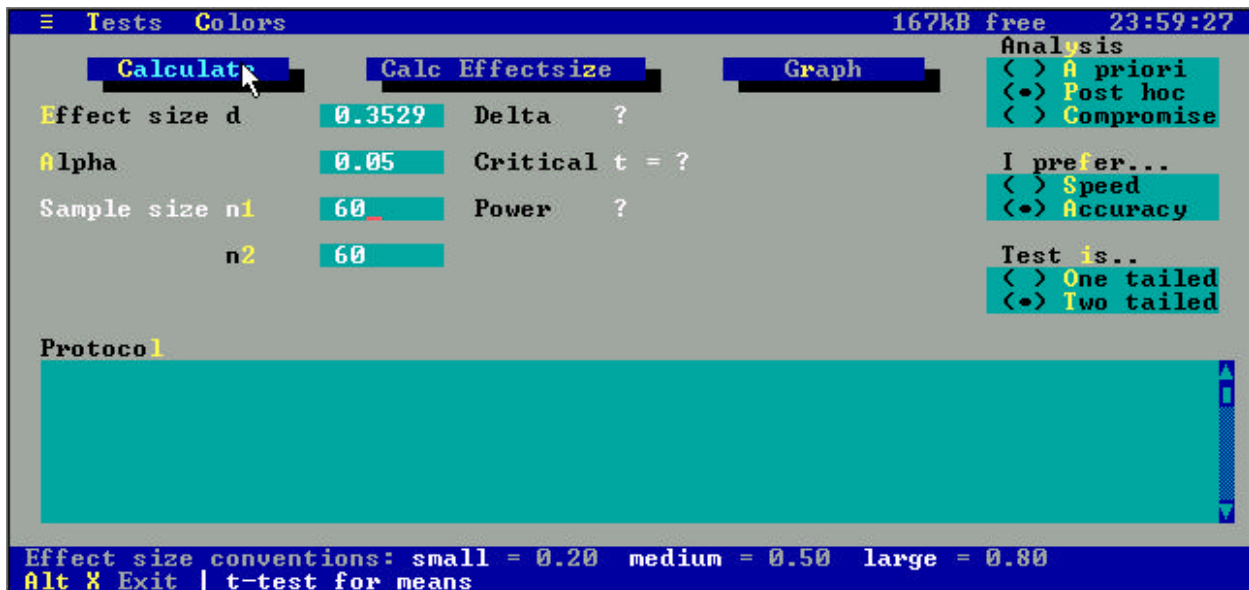 ≡ Tests Colors 167kB free 23:59:27
Calculate Calc Effectsize Graph
Analysis
( ) A priori
(•) Post hoc
( ) Compromise
Effect size d 0.3529 Delta ?
Alpha 0.05 Critical t = ?
I prefer...
( ) Speed
(•) Accuracy
Sample size n1 60_ Power ?
n2 60
Test is..
( ) One tailed
(•) Two tailed
Protocol
Effect size conventions: small = 0.20 medium = 0.50 large = 0.80
Alt X Exit | t-test for means